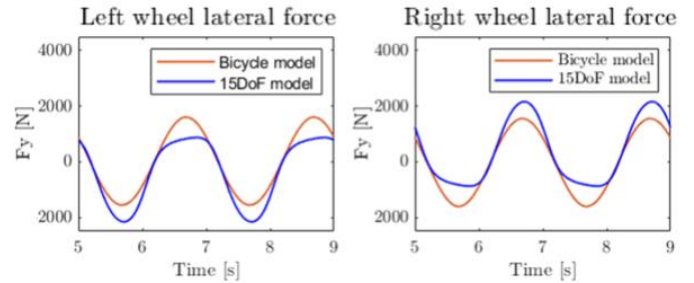 Left wheel lateral force
4000
2000
0
2000
Fy [N]
Bicycle model
15DoF model
5 6 7 8 9
Time [s]
Right wheel lateral force
4000
2000
0
2000
Fy [N]
Bicycle model
15DoF model
5 6 7 8 9
Time [s]